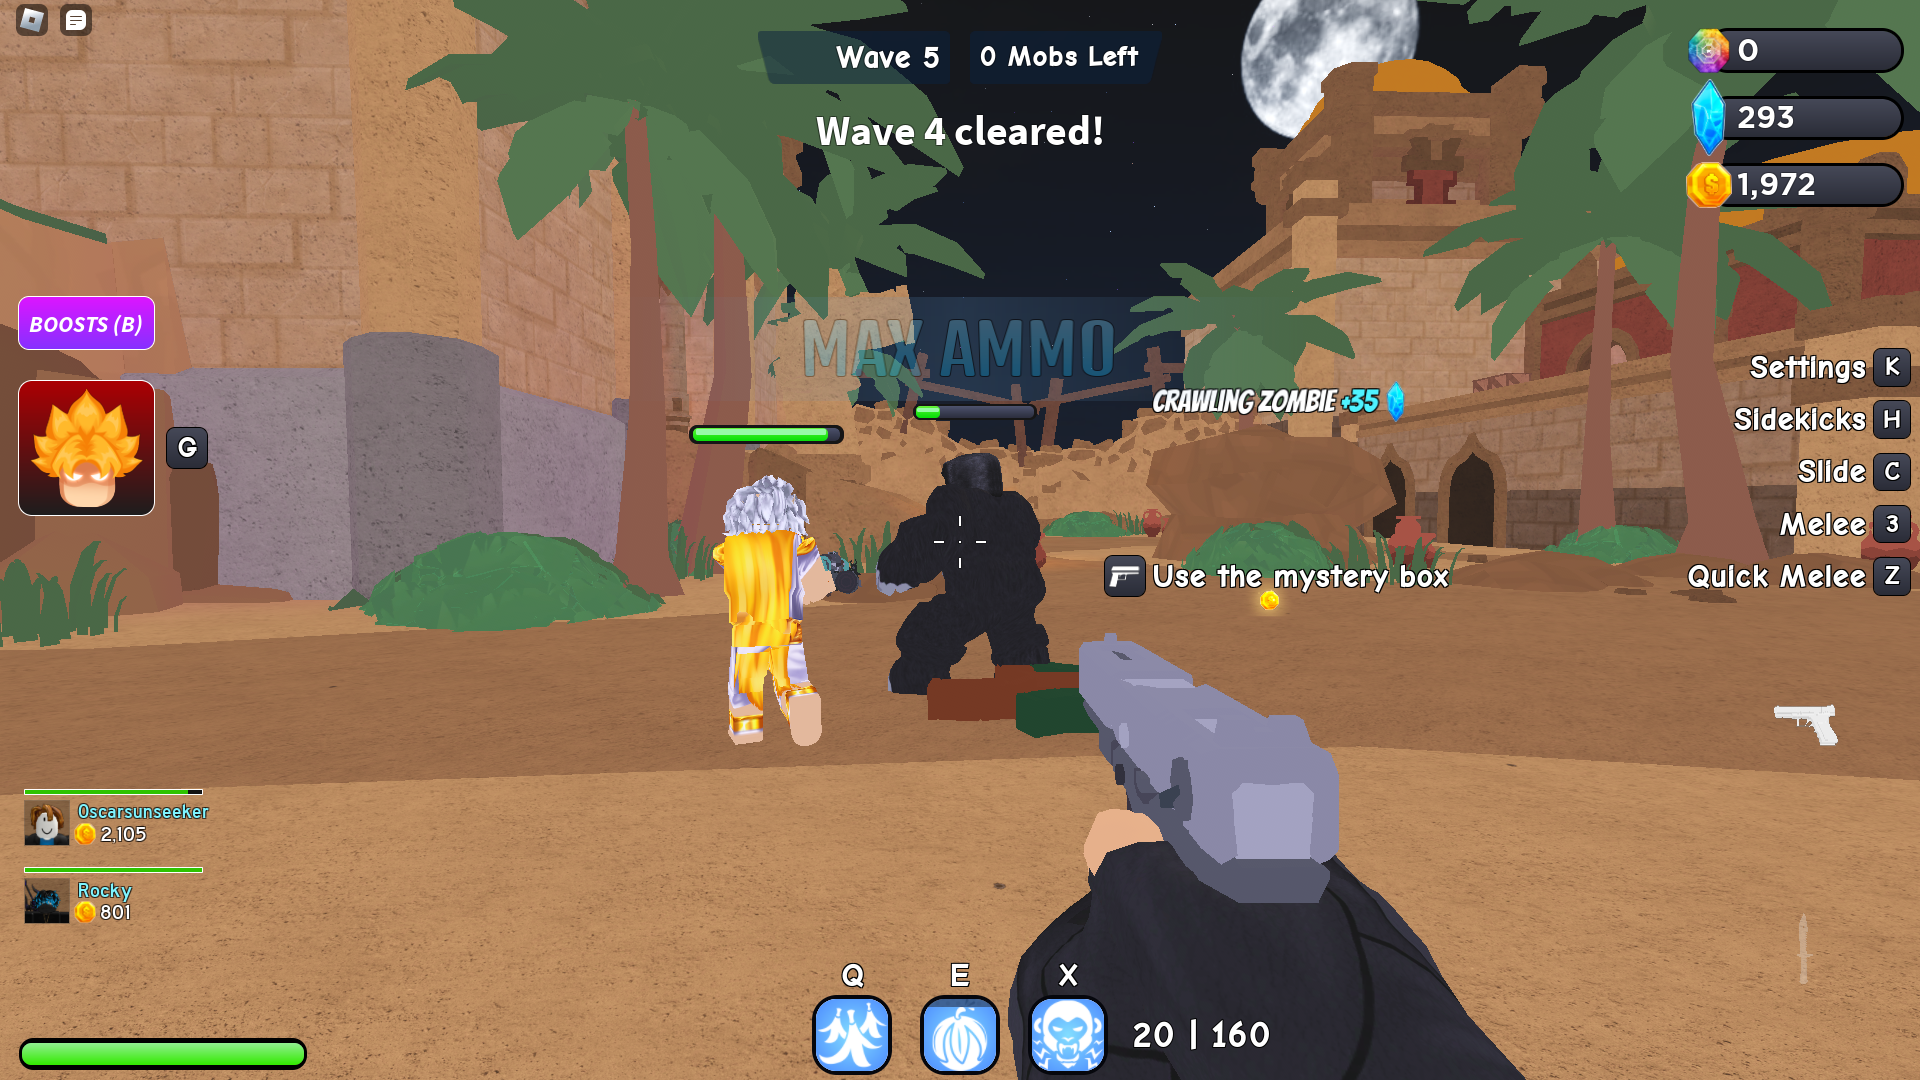 Wave 5
0 Mobs Left
0
Wave 4 cleared!
293
1,972
BOOSTS (B)
MAX AMMO
G
CRAWLING ZOMBIE +35
Settings K
Sidekicks H
Slide C
Melee 3
Use the mystery box
Quick Melee Z
Oscarsunseeker
2,105
Rocky
801
Q
E
X
20 | 160